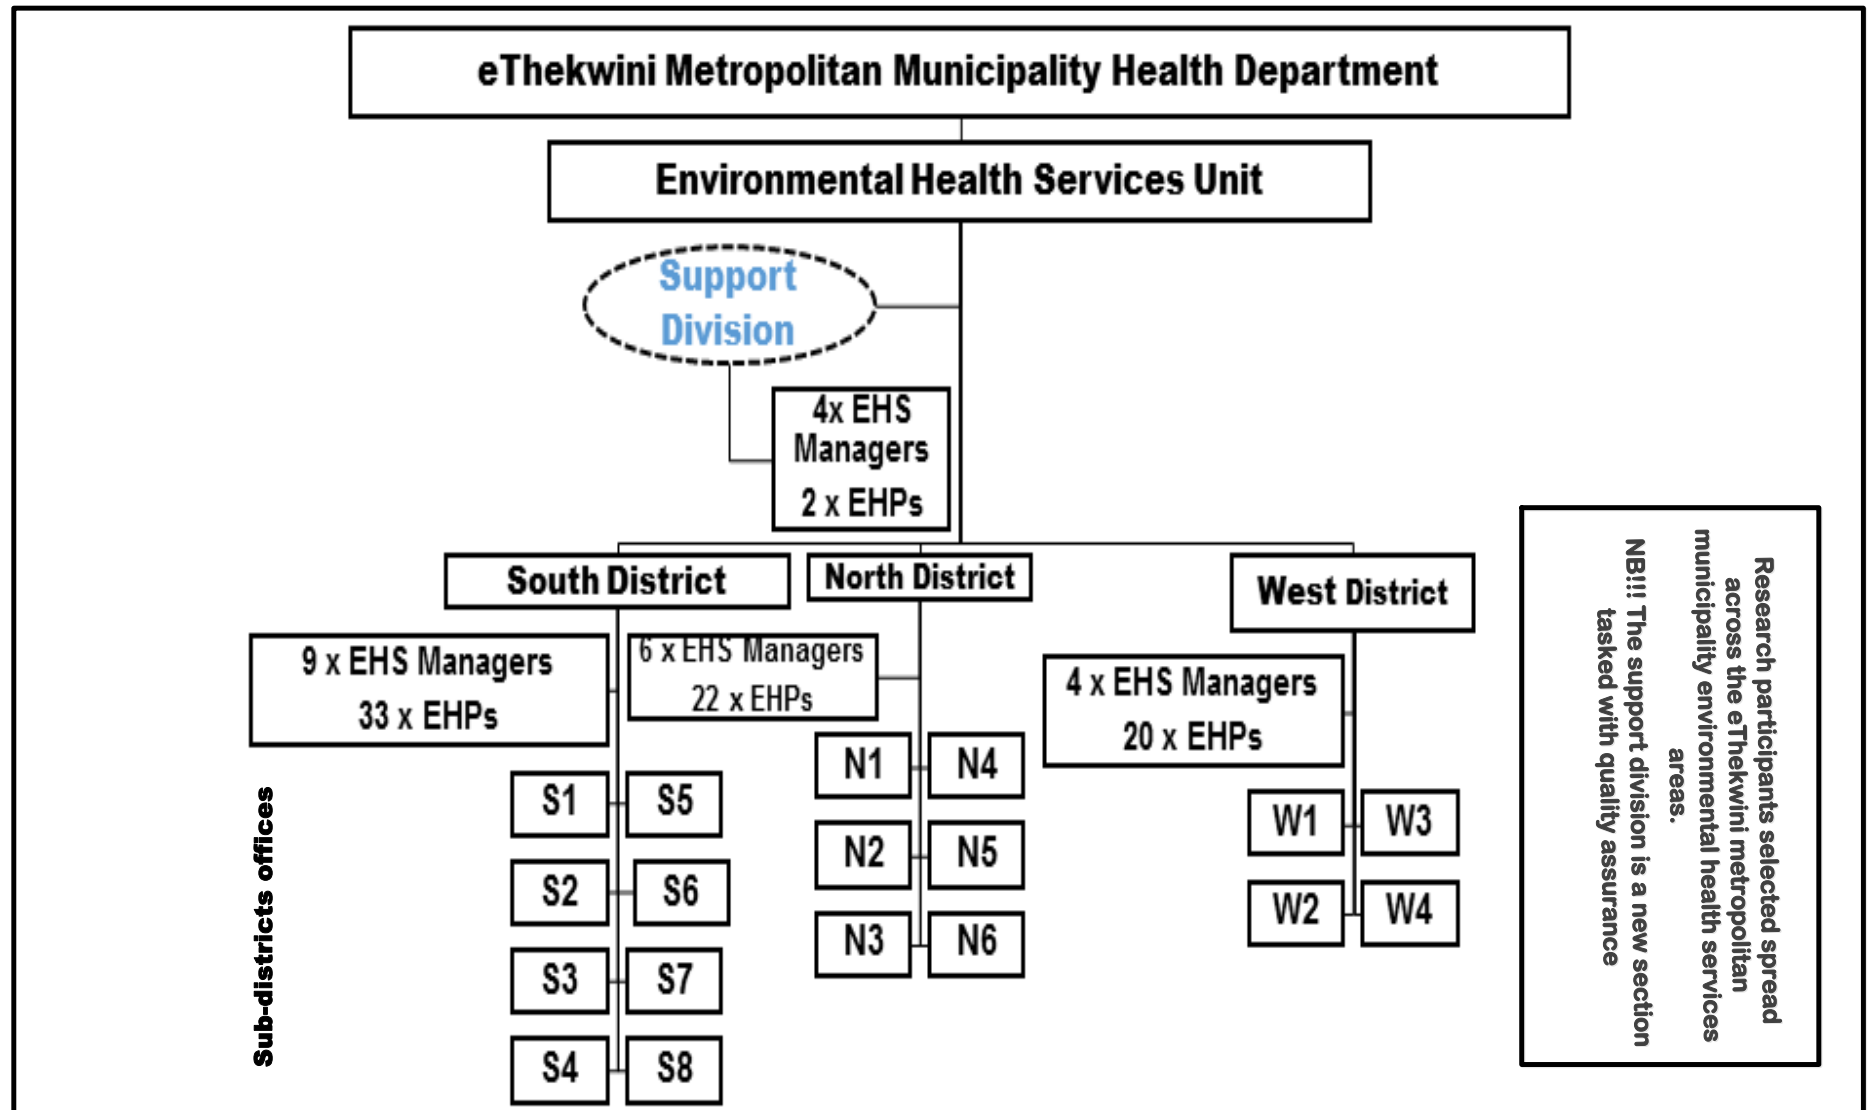 eThekwini Metropolitan Municipality Health Department
Environmental Health Services Unit
Support
Division
4x EHS
Managers
2 x EHPs
South District
North District
West District
9 x EHS Managers
33 x EHPs
6 x EHS Managers
22 x EHPs
4 x EHS Managers
20 x EHPs
Sub-districts offices
S1
S5
S2
S6
S3
S7
S4
S8
N1
N4
N2
N5
N3
N6
W1
W3
W2
W4
Research participants selected spread
across the eThekwini metropolitan
municipality environmental health services
areas.
NB!!! The support division is a new section
tasked with quality assurance